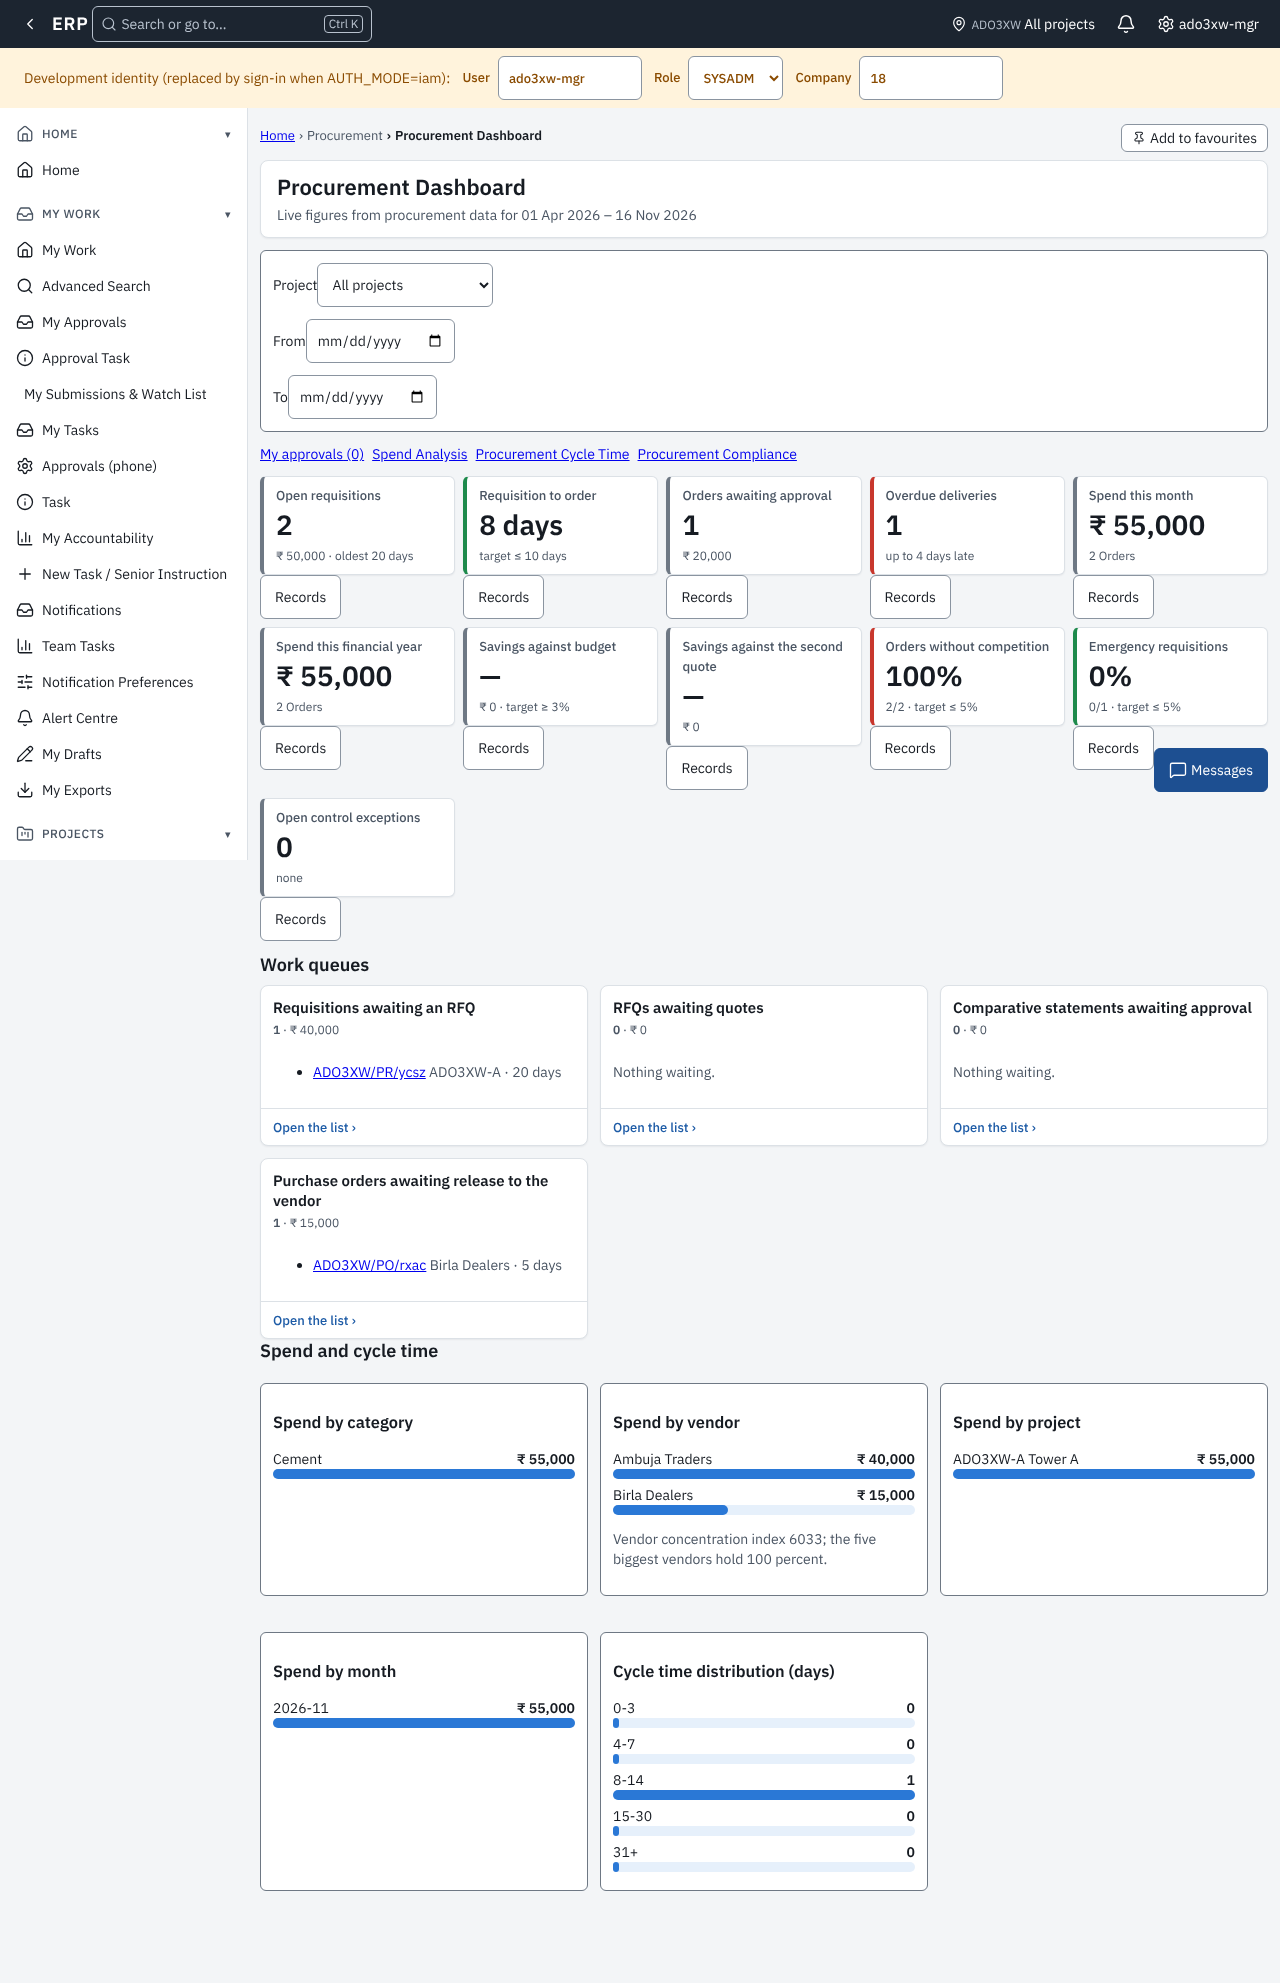 ERP
Search or go to...
Ctrl K
ADO3XW All projects
ado3xw-mgr
Development identity (replaced by sign-in when AUTH_MODE=iam): User ado3xw-mgr Role SYSADM Company 18
HOME
Home
MY WORK
My Work
Advanced Search
My Approvals
Approval Task
My Submissions & Watch List
My Tasks
Approvals (phone)
Task
My Accountability
New Task / Senior Instruction
Notifications
Team Tasks
Notification Preferences
Alert Centre
My Drafts
My Exports
PROJECTS
Home › Procurement › Procurement Dashboard
Add to favourites
Procurement Dashboard
Live figures from procurement data for 01 Apr 2026 – 16 Nov 2026
Project All projects
From mm/dd/yyyy
To mm/dd/yyyy
My approvals (0) Spend Analysis Procurement Cycle Time Procurement Compliance
Open requisitions
2
₹ 50,000 · oldest 20 days
Records
Requisition to order
8 days
target ≤ 10 days
Records
Orders awaiting approval
1
₹ 20,000
Records
Overdue deliveries
1
up to 4 days late
Records
Spend this month
₹ 55,000
2 Orders
Records
Spend this financial year
₹ 55,000
2 Orders
Records
Savings against budget
—
₹ 0 · target ≥ 3%
Records
Savings against the second
quote
—
₹ 0
Records
Orders without competition
100%
2/2 · target ≤ 5%
Records
Emergency requisitions
0%
0/1 · target ≤ 5%
Records
Messages
Open control exceptions
0
none
Records
Work queues
Requisitions awaiting an RFQ
1 · ₹ 40,000
• ADO3XW/PR/ycsz ADO3XW-A · 20 days
Open the list ›
RFQs awaiting quotes
0 · ₹ 0
Nothing waiting.
Open the list ›
Comparative statements awaiting approval
0 · ₹ 0
Nothing waiting.
Open the list ›
Purchase orders awaiting release to the
vendor
1 · ₹ 15,000
• ADO3XW/PO/rxac Birla Dealers · 5 days
Open the list ›
Spend and cycle time
Spend by category
Cement ₹ 55,000
Spend by vendor
Ambuja Traders ₹ 40,000
Birla Dealers ₹ 15,000
Vendor concentration index 6033; the five
biggest vendors hold 100 percent.
Spend by project
ADO3XW-A Tower A ₹ 55,000
Spend by month
2026-11 ₹ 55,000
Cycle time distribution (days)
0-3 0
4-7 0
8-14 1
15-30 0
31+ 0